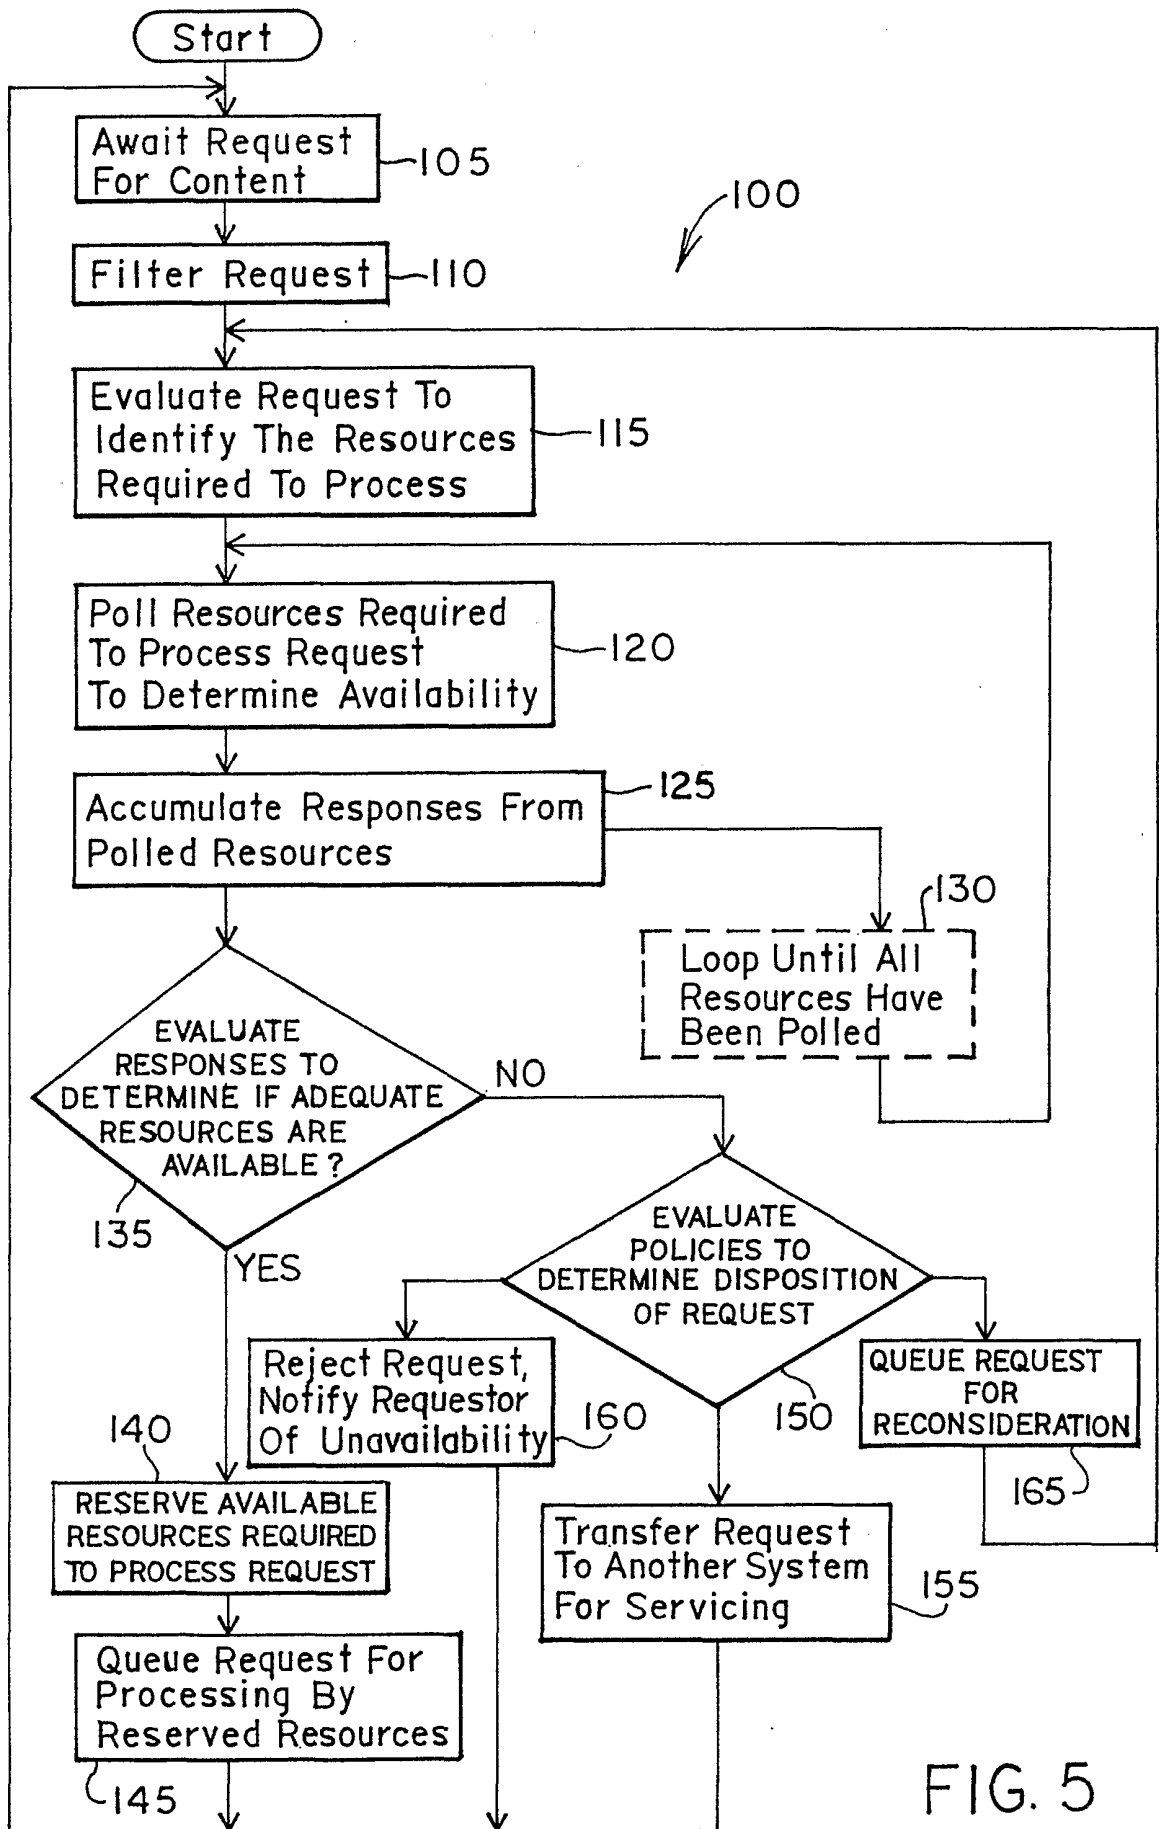 Start
Await Request
For Content
105
100
Filter Request
110
Evaluate Request To
Identify The Resources
Required To Process
115
Poll Resources Required
To Process Request
To Determine Availability
120
Accumulate Responses From
Polled Resources
125
130
Loop Until All
Resources Have
Been Polled
EVALUATE
RESPONSES TO
DETERMINE IF ADEQUATE
RESOURCES ARE
AVAILABLE?
NO
135
YES
EVALUATE
POLICIES TO
DETERMINE DISPOSITION
OF REQUEST
150
Reject Request,
Notify Requestor
Of Unavailability
160
QUEUE REQUEST
FOR
RECONSIDERATION
165
140
RESERVE AVAILABLE
RESOURCES REQUIRED
TO PROCESS REQUEST
Transfer Request
To Another System
For Servicing
155
Queue Request For
Processing By
Reserved Resources
145
FIG. 5